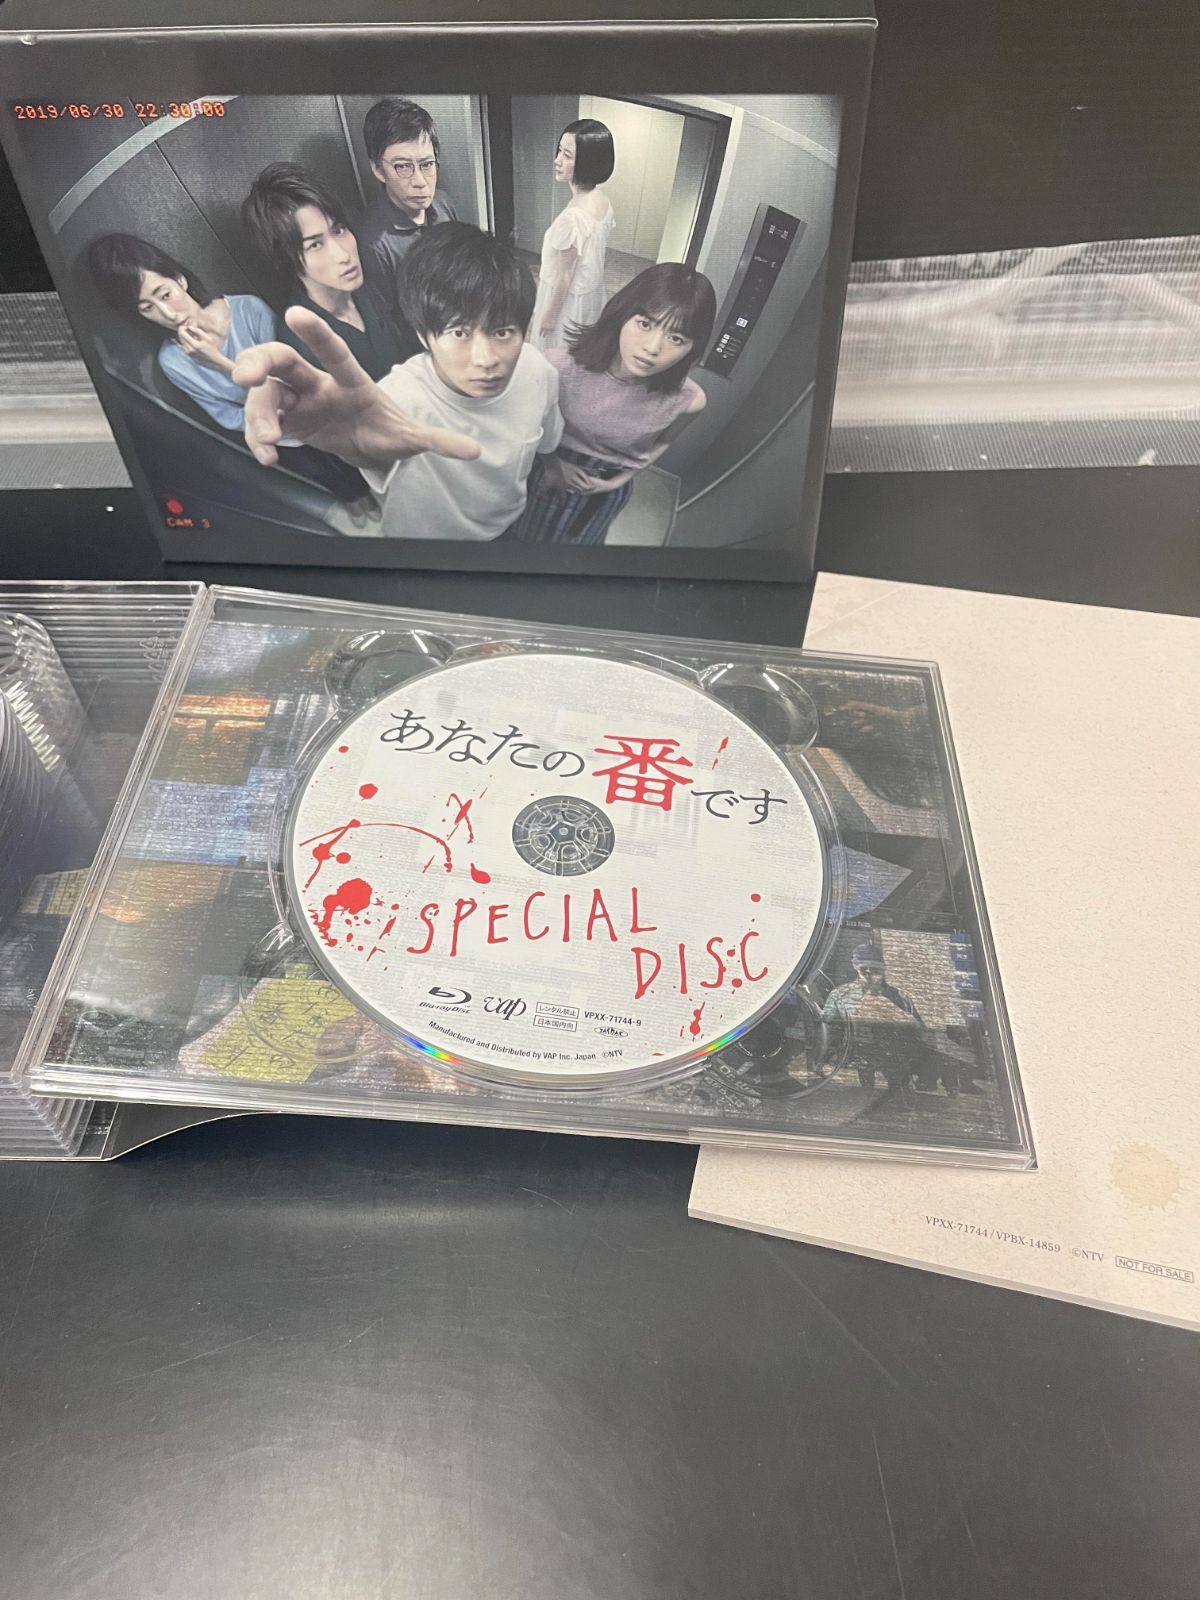 2019/06/30 22:30:00
CAM 3
あなたの番です
SPECIAL
DISC
Blu-ray Disc
vap
レンタル禁止
日本国内向
VPXX-71744-9
Manufactured and Distributed by VAP Inc. Japan ©NTV
VPXX-71744/VPBX-14859 ©NTV NOT FOR SALE